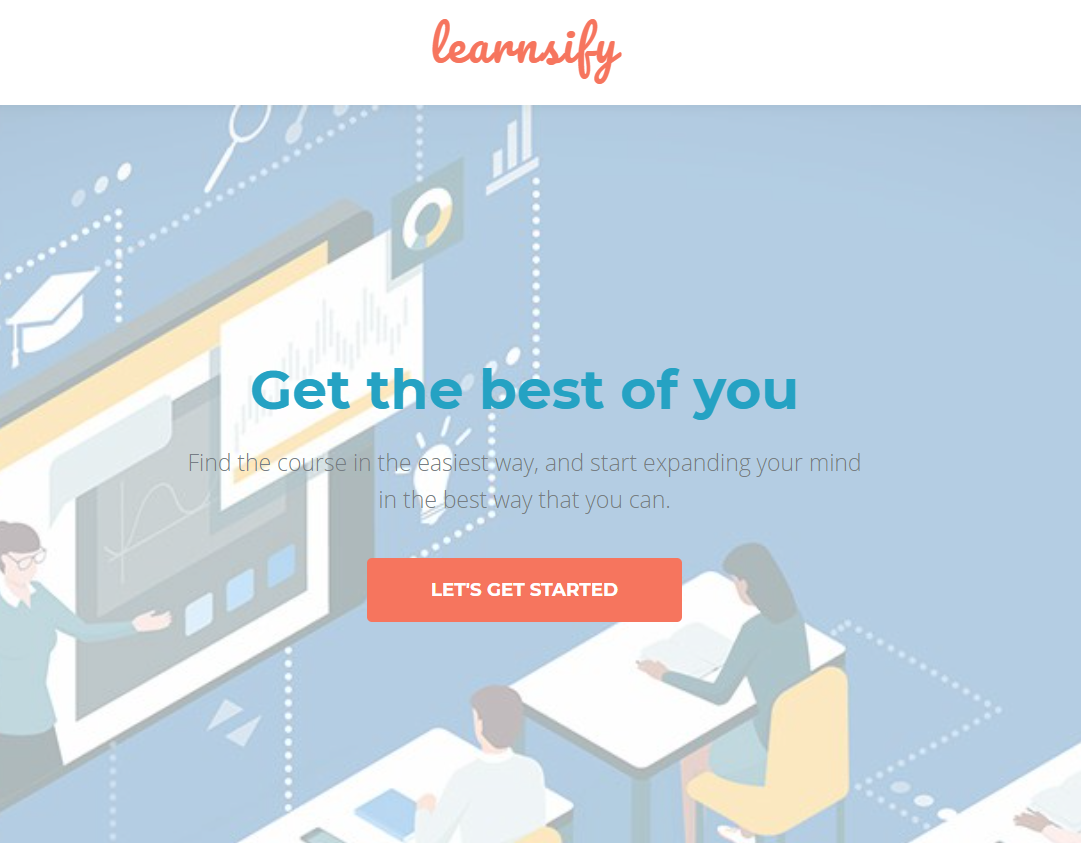 learnsify
Get the best of you
Find the course in the easiest way, and start expanding your mind
in the best way that you can.
LET'S GET STARTED